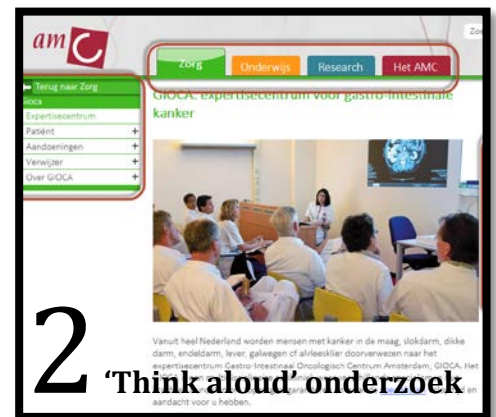 amc
Zorg
Onderwijs
Research
Het AMC
Terug naar Zorg
Gioca
Expertisecentrum
Patiënt +
Aandoeningen +
Verwijzer +
Over GIOCA +
GIOCA, expertisecentrum voor gastro-intestinale
kanker
Vanuit heel Nederland worden mensen met kanker in de maag, slokdarm, dikke
darm, endeldarm, lever, galwegen of alvleesklier doorverwezen naar het
expertisecentrum Gastro-Intestinaal Oncologisch Centrum Amsterdam, GIOCA. Het
aandacht voor u hebben.
2 'Think aloud' onderzoek